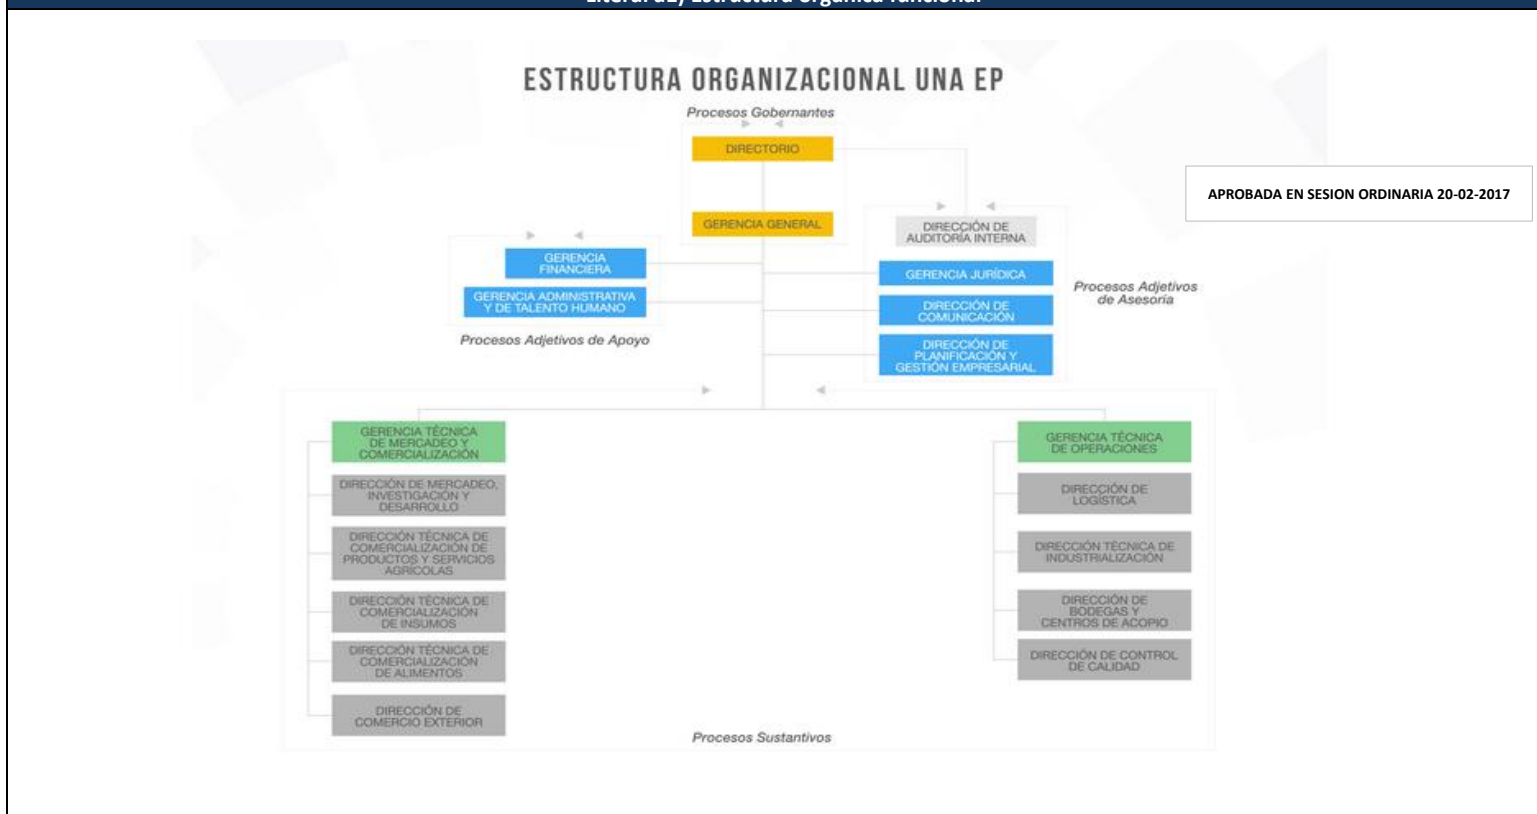 Literal a1) Estructura orgánica funcional
ESTRUCTURA ORGANIZACIONAL UNA EP
Procesos Gobernantes
DIRECTORIO
APROBADA EN SESION ORDINARIA 20-02-2017
GERENCIA GENERAL
DIRECCIÓN DE
AUDITORÍA INTERNA
GERENCIA
FINANCIERA
GERENCIA JURÍDICA
GERENCIA ADMINISTRATIVA
Y DE TALENTO HUMANO
Procesos Adjetivos
de Asesoría
DIRECCIÓN DE
COMUNICACIÓN
Procesos Adjetivos de Apoyo
DIRECCIÓN DE
PLANIFICACIÓN Y
GESTIÓN EMPRESARIAL
GERENCIA TÉCNICA
DE MERCADEO Y
COMERCIALIZACIÓN
DIRECCIÓN DE MERCADEO,
INVESTIGACIÓN Y
DESARROLLO
DIRECCIÓN TÉCNICA DE
COMERCIALIZACIÓN DE
PRODUCTOS Y SERVICIOS
AGRÍCOLAS
DIRECCIÓN TÉCNICA DE
COMERCIALIZACIÓN
DE INSUMOS
DIRECCIÓN TÉCNICA DE
COMERCIALIZACIÓN
DE ALIMENTOS
DIRECCIÓN DE
COMERCIO EXTERIOR
GERENCIA TÉCNICA
DE OPERACIONES
DIRECCIÓN DE
LOGÍSTICA
DIRECCIÓN TÉCNICA DE
INDUSTRIALIZACIÓN
DIRECCIÓN DE
BODEGAS Y
CENTROS DE ACOPIO
DIRECCIÓN DE CONTROL
DE CALIDAD
Procesos Sustantivos